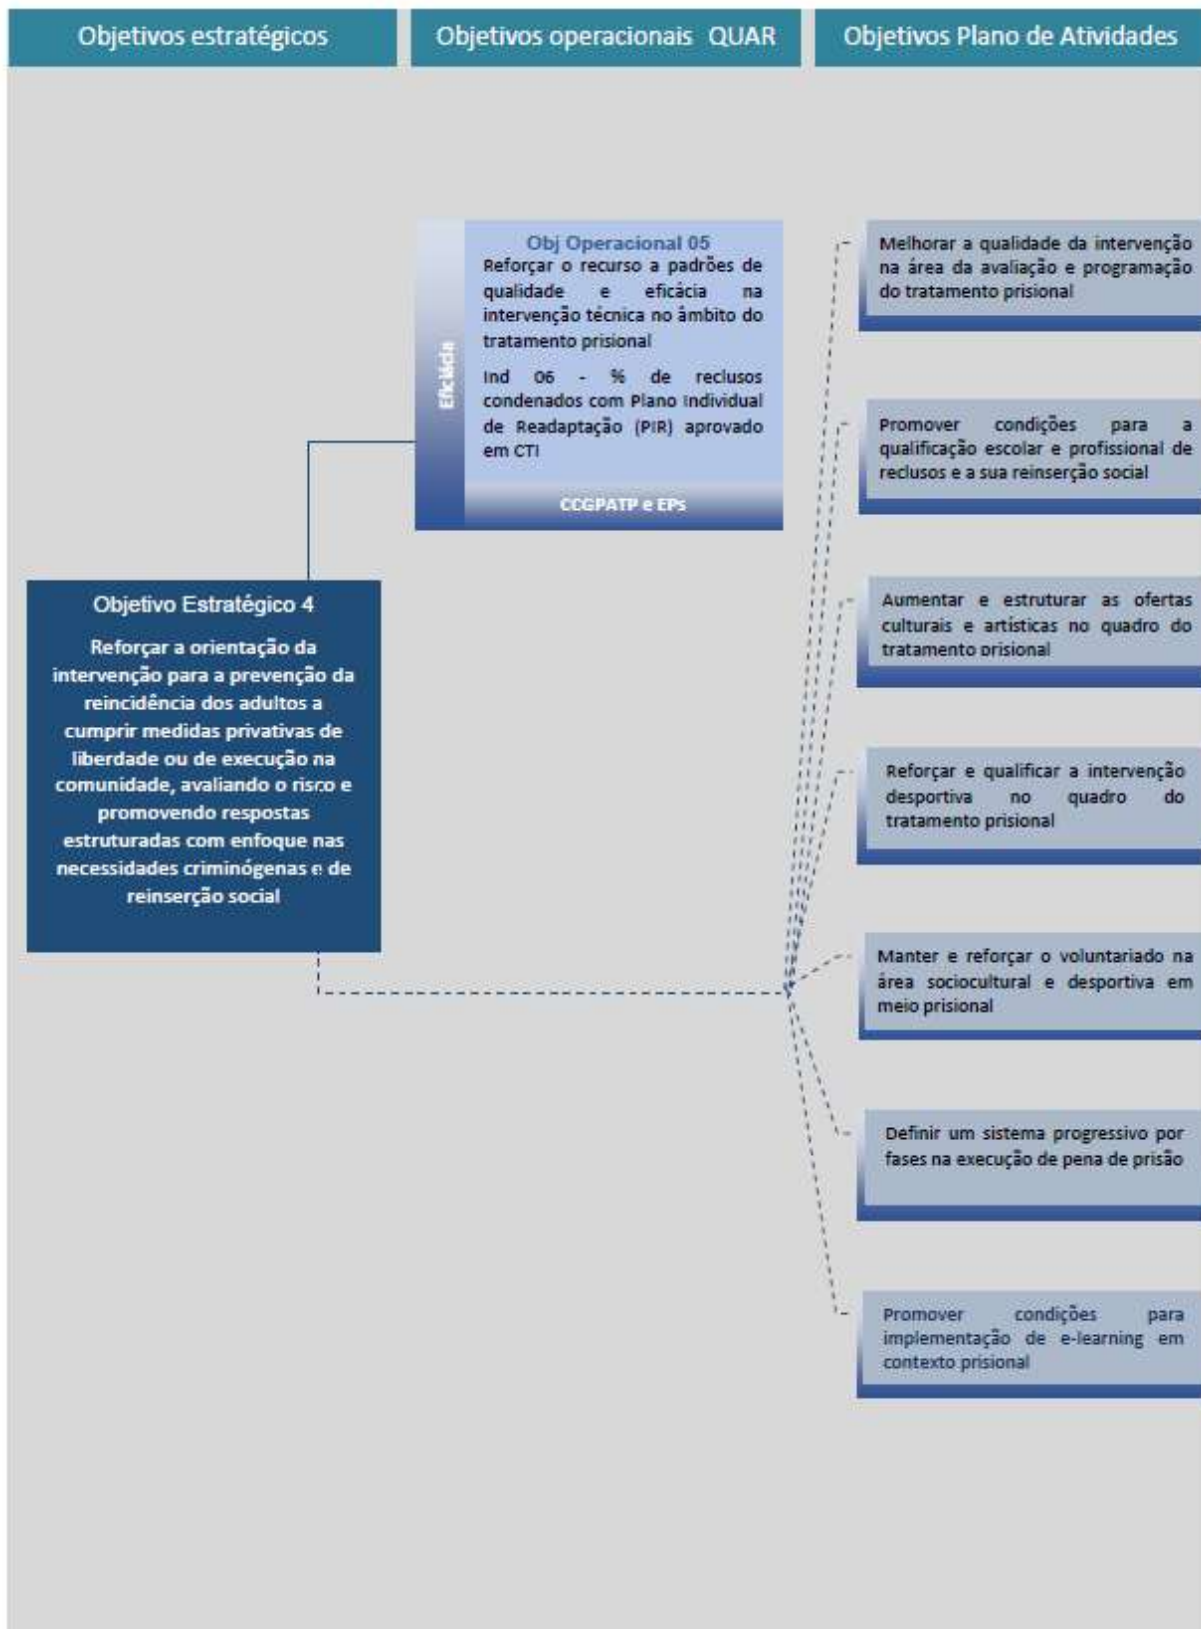 Objetivos estratégicos
Objetivos operacionais QUAR
Objetivos Plano de Atividades
Eficiácia
Obj Operacional 05
Reforçar o recurso a padrões de
qualidade e eficácia na
intervenção técnica no âmbito do
tratamento prisional
Ind 06 - % de reclusos
condenados com Plano Individual
de Readaptação (PIR) aprovado
em CTI
CCGPATP e EPs
Objetivo Estratégico 4
Reforçar a orientação da
intervenção para a prevenção da
reincidência dos adultos a
cumprir medidas privativas de
liberdade ou de execução na
comunidade, avaliando o risco e
promovendo respostas
estruturadas com enfoque nas
necessidades criminógenas e de
reinserção social
Melhorar a qualidade da intervenção
na área da avaliação e programação
do tratamento prisional
Promover condições para a
qualificação escolar e profissional de
reclusos e a sua reinserção social
Aumentar e estruturar as ofertas
culturais e artísticas no quadro do
tratamento prisional
Reforçar e qualificar a intervenção
desportiva no quadro do
tratamento prisional
Manter e reforçar o voluntariado na
área sociocultural e desportiva em
meio prisional
Definir um sistema progressivo por
fases na execução de pena de prisão
Promover condições para
implementação de e-learning em
contexto prisional